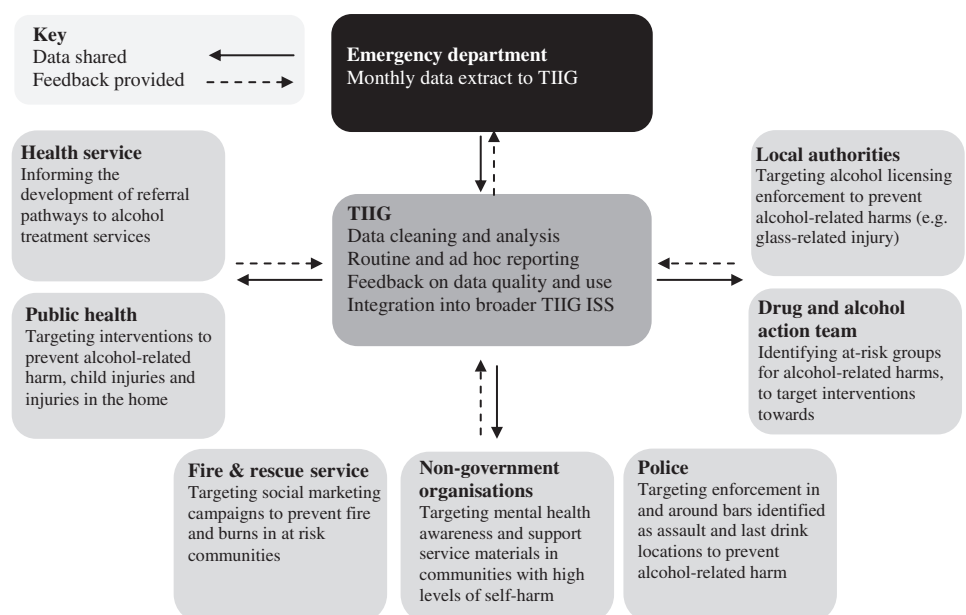 Key
Data shared
Feedback provided
Emergency department
Monthly data extract to TIIG
Health service
Informing the
development of referral
pathways to alcohol
treatment services
Local authorities
Targeting alcohol licensing
enforcement to prevent
alcohol-related harms (e.g.
glass-related injury)
TIIG
Data cleaning and analysis
Routine and ad hoc reporting
Feedback on data quality and use
Integration into broader TIIG ISS
Public health
Targeting interventions to
prevent alcohol-related
harm, child injuries and
injuries in the home
Drug and alcohol
action team
Identifying at-risk groups
for alcohol-related harms,
to target interventions
towards
Fire & rescue service
Targeting social marketing
campaigns to prevent fire
and burns in at risk
communities
Non-government
organisations
Targeting mental health
awareness and support
service materials in
communities with high
levels of self-harm
Police
Targeting enforcement in
and around bars identified
as assault and last drink
locations to prevent
alcohol-related harm